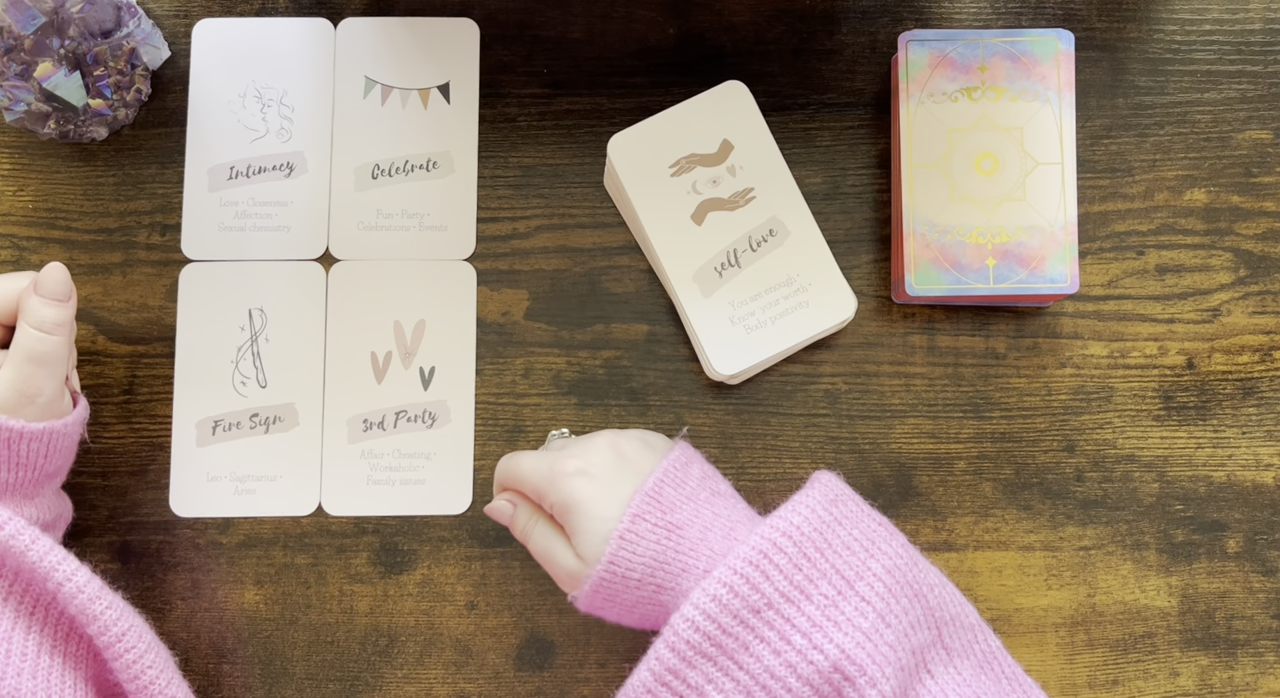 Intimacy
Love • Closeness •
Affection •
Sexual chemistry
Celebrate
Fun • Party •
Celebrations • Events
Fire Sign
Leo • Sagittarius •
Aries
3rd Party
Affair • Cheating •
Workaholic •
Family issues
self-love
You are enough •
Know your worth •
Body positivity